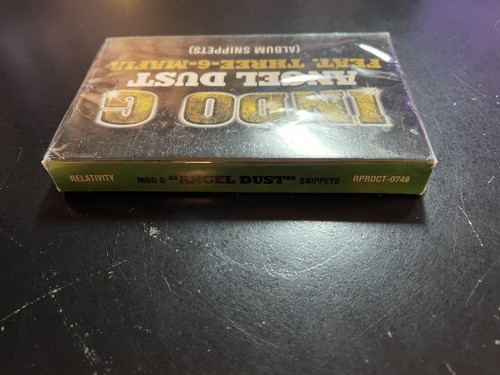 INDO G
ANGEL DUST
FEAT. THREE-6-MAFIA
(ALBUM SNIPPETS)
RELATIVITY INDO G "ANGEL DUST" SNIPPETS RPROCT-0748